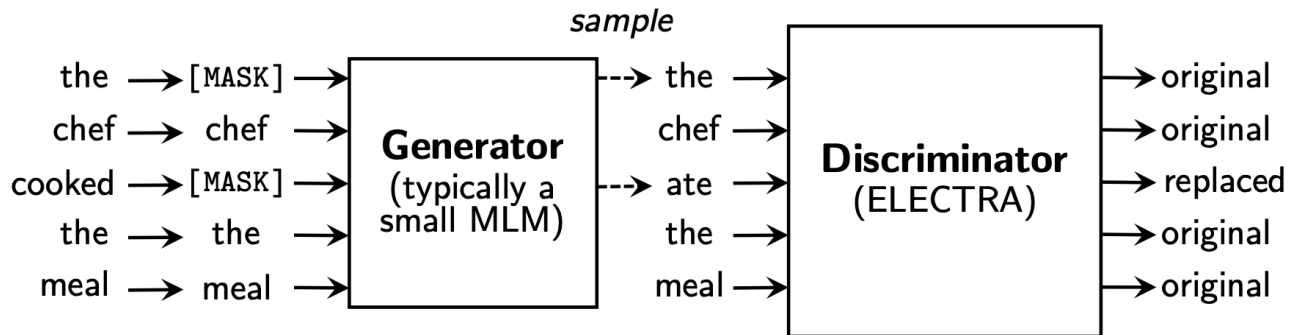 sample
the [MASK] the original
chef chef chef original
cooked [MASK] ate replaced
the the the original
meal meal meal original
Generator
(typically a
small MLM)
Discriminator
(ELECTRA)